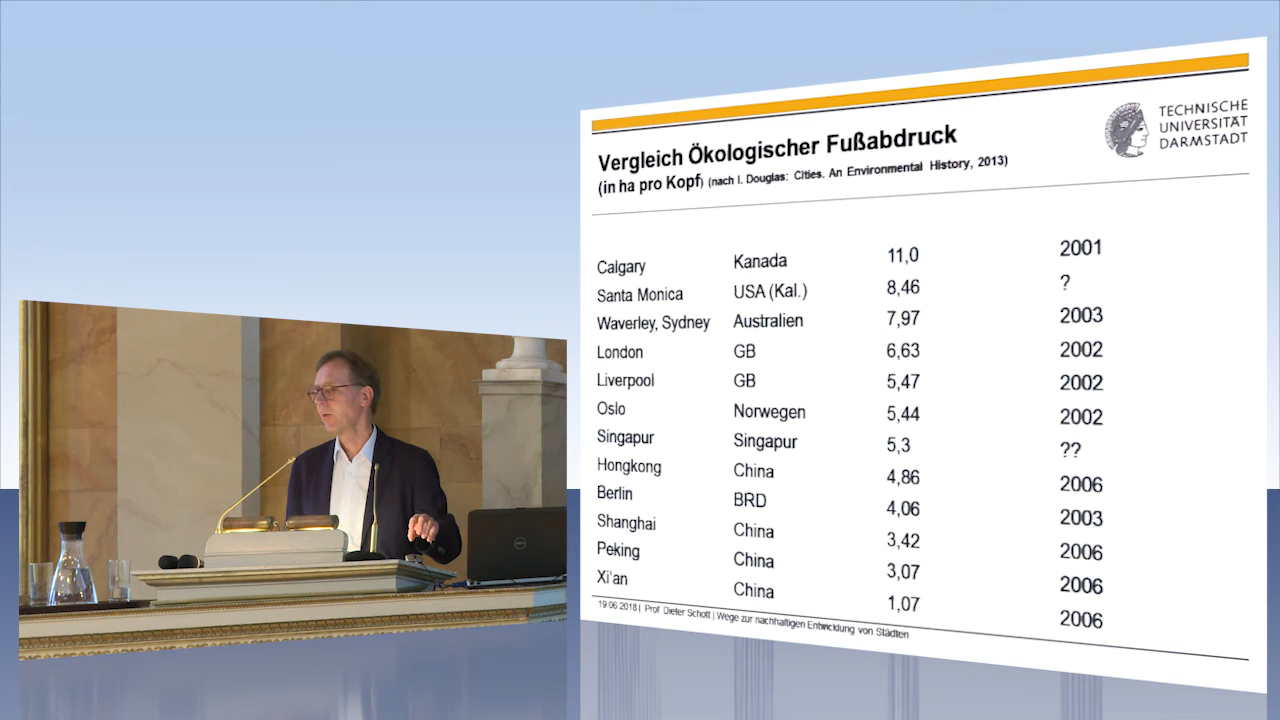 TECHNISCHE
UNIVERSITÄT
DARMSTADT
Vergleich Ökologischer Fußabdruck
(in ha pro Kopf) (nach I. Douglas: Cities. An Environmental History, 2013)
Calgary Kanada 11,0 2001
Santa Monica USA (Kal.) 8,46 ?
Waverley, Sydney Australien 7,97 2003
London GB 6,63 2002
Liverpool GB 5,47 2002
Oslo Norwegen 5,44 2002
Singapur Singapur 5,3 ??
Hongkong China 4,86 2006
Berlin BRD 4,06 2003
Shanghai China 3,42 2006
Peking China 3,07 2006
Xi'an China 1,07 2006
19.06.2018 | Prof. Dieter Schott | Wege zur nachhaltigen Entwicklung von Städten
DELL